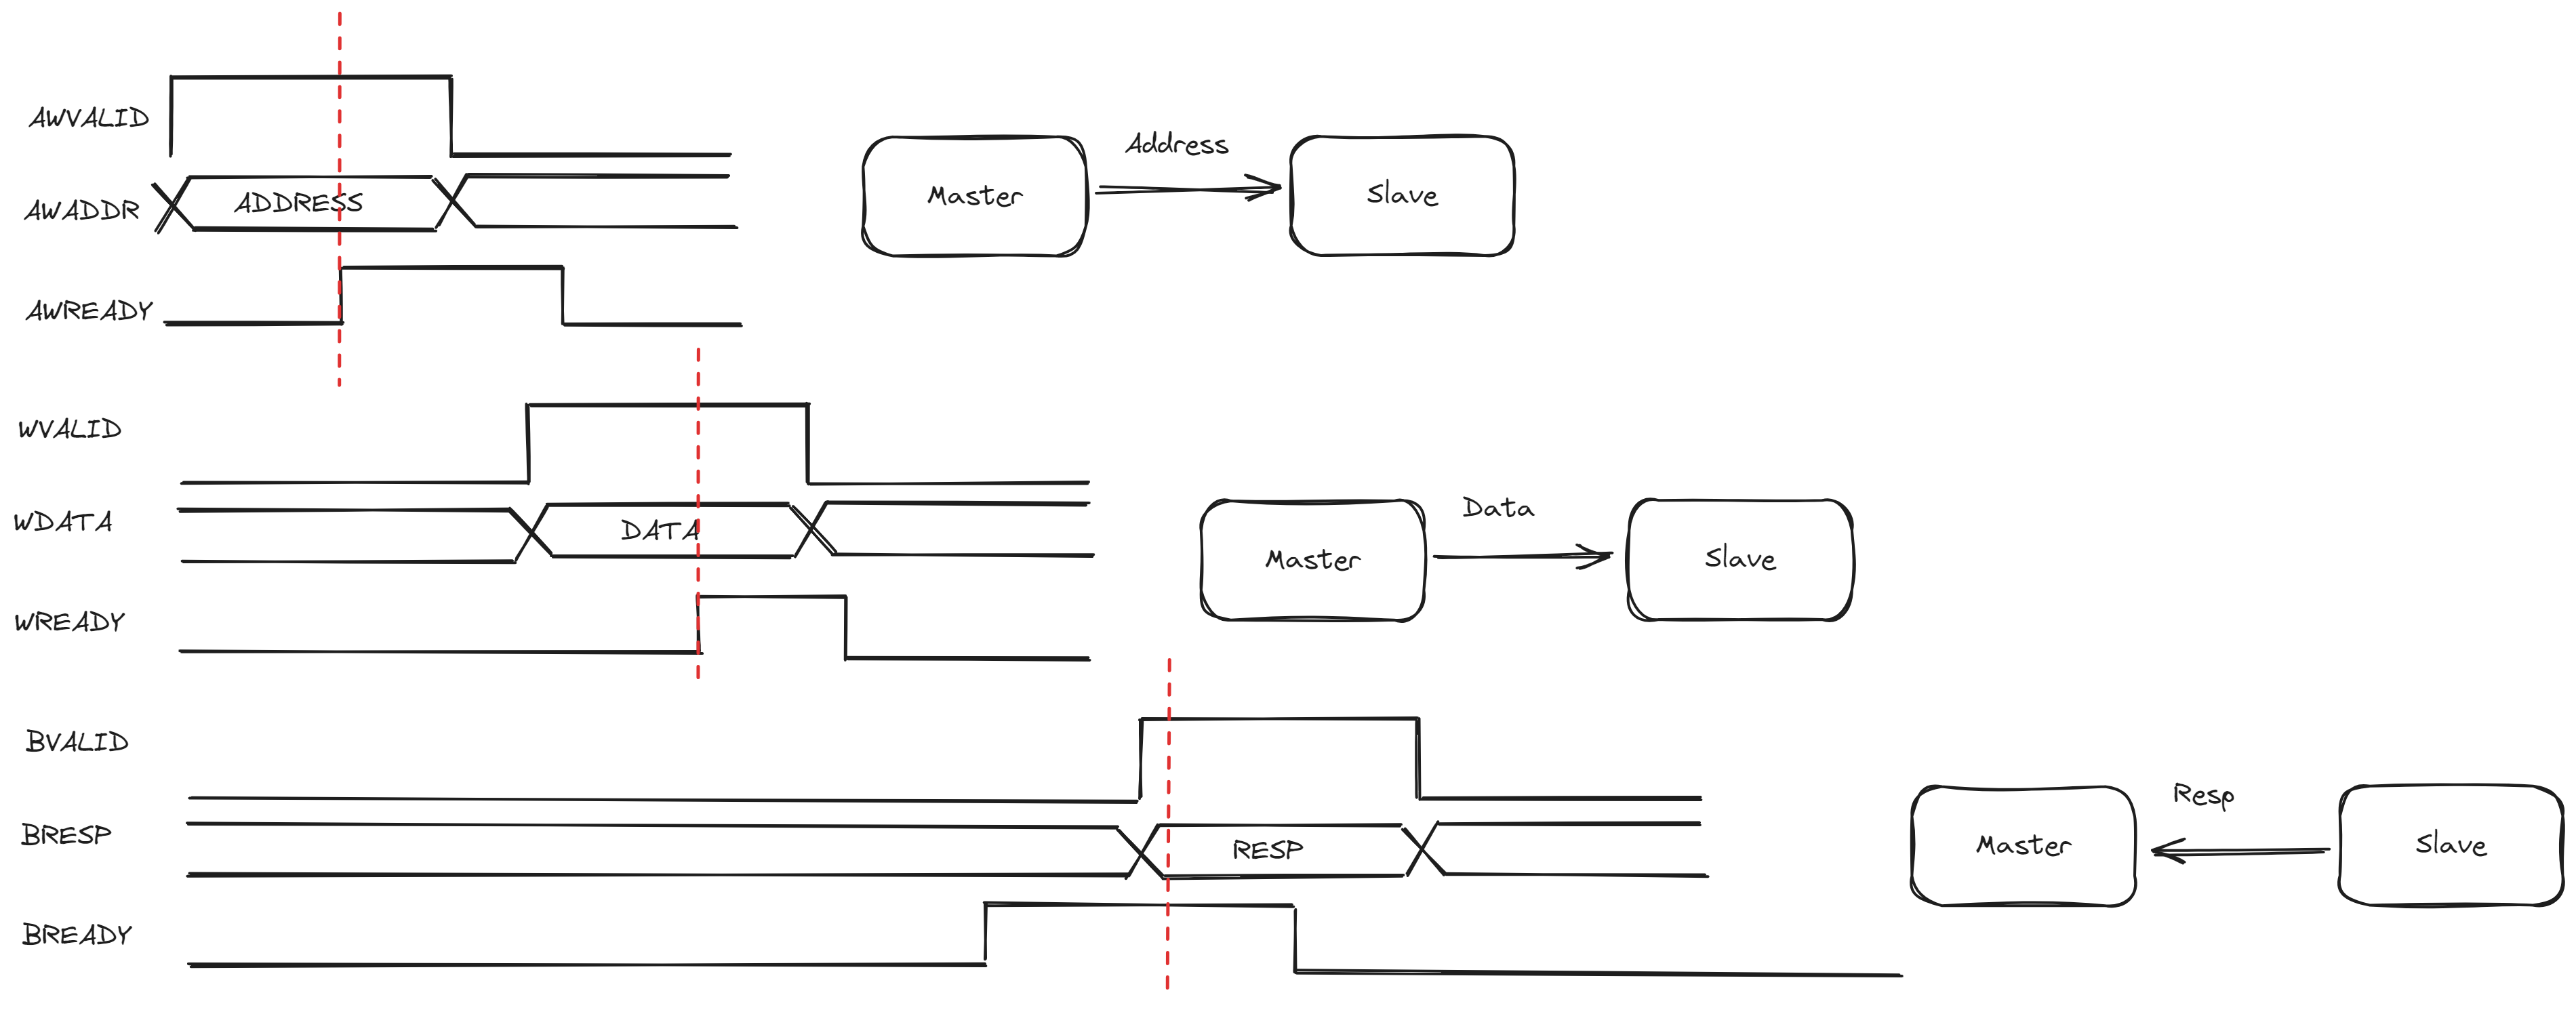 AWVALID
AWADDR
ADDRESS
AWREADY
Master
Address
Slave
WVALID
WDATA
DATA
WREADY
Master
Data
Slave
BVALID
BRESP
RESP
BREADY
Master
Resp
Slave